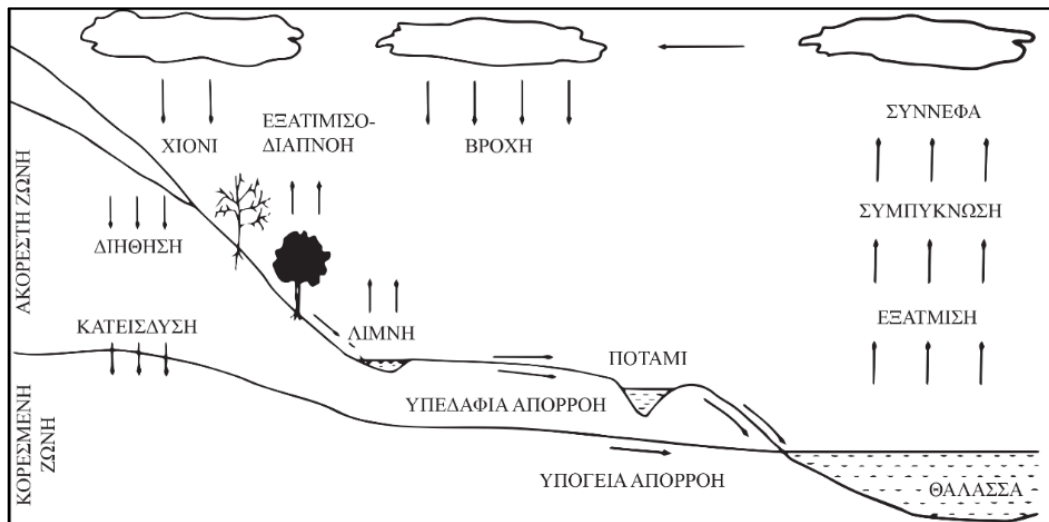 ΧΙΟΝΙ
ΕΞΑΤΙΜΙΣΟ-
ΔΙΑΠΝΟΗ
ΒΡΟΧΗ
ΣΥΝΝΕΦΑ
ΣΥΜΠΥΚΝΩΣΗ
ΕΞΑΤΜΙΣΗ
ΑΚΟΡΕΣΤΗ ΖΩΝΗ
ΔΙΗΘΗΣΗ
ΚΑΤΕΙΣΔΥΣΗ
ΛΙΜΝΗ
ΠΟΤΑΜΙ
ΥΠΕΔΑΦΙΑ ΑΠΟΡΡΟΗ
ΚΟΡΕΣΜΕΝΗ
ΖΩΝΗ
ΥΠΟΓΕΙΑ ΑΠΟΡΡΟΗ
ΘΑΛΑΣΣΑ